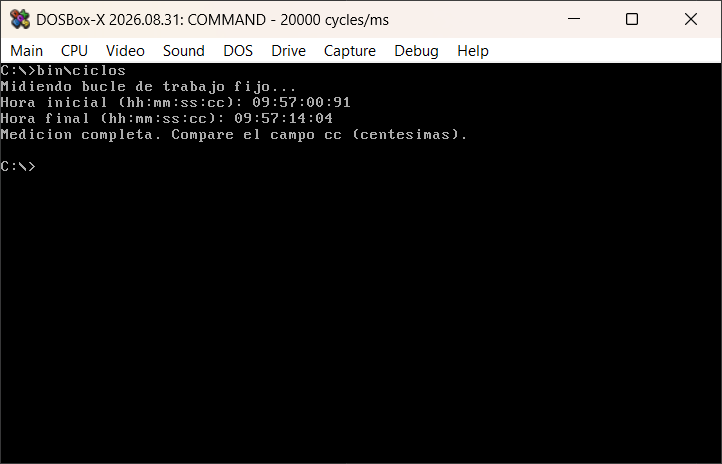 DOSBox-X 2026.08.31: COMMAND - 20000 cycles/ms
Main CPU Video Sound DOS Drive Capture Debug Help
C:\>bin\ciclos
Midiendo bucle de trabajo fijo...
Hora inicial (hh:mm:ss:cc): 09:57:00:91
Hora final (hh:mm:ss:cc): 09:57:14:04
Medicion completa. Compare el campo cc (centesimas).
C:\>